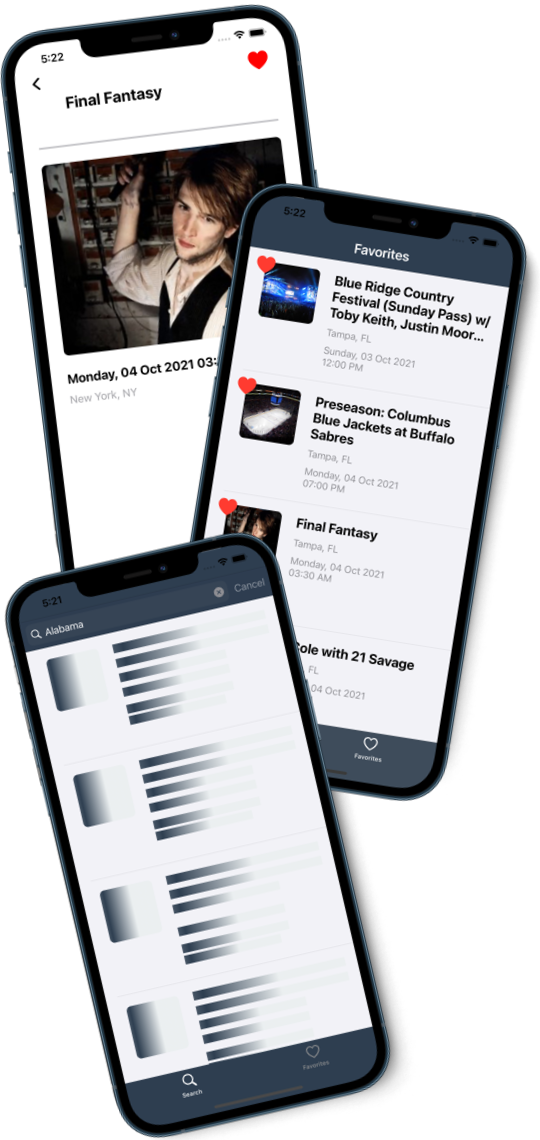 5:22
Final Fantasy
Monday, 04 Oct 2021 03:
New York, NY
5:22
Favorites
Blue Ridge Country
Festival (Sunday Pass) w/
Toby Keith, Justin Moor...
Tampa, FL
Sunday, 03 Oct 2021
12:00 PM
Preseason: Columbus
Blue Jackets at Buffalo
Sabres
Tampa, FL
Monday, 04 Oct 2021
07:00 PM
Final Fantasy
Tampa, FL
Monday, 04 Oct 2021
03:30 AM
Cole with 21 Savage
FL
04 Oct 2021
Favorites
5:21
Alabama
Cancel
Search
Favorites